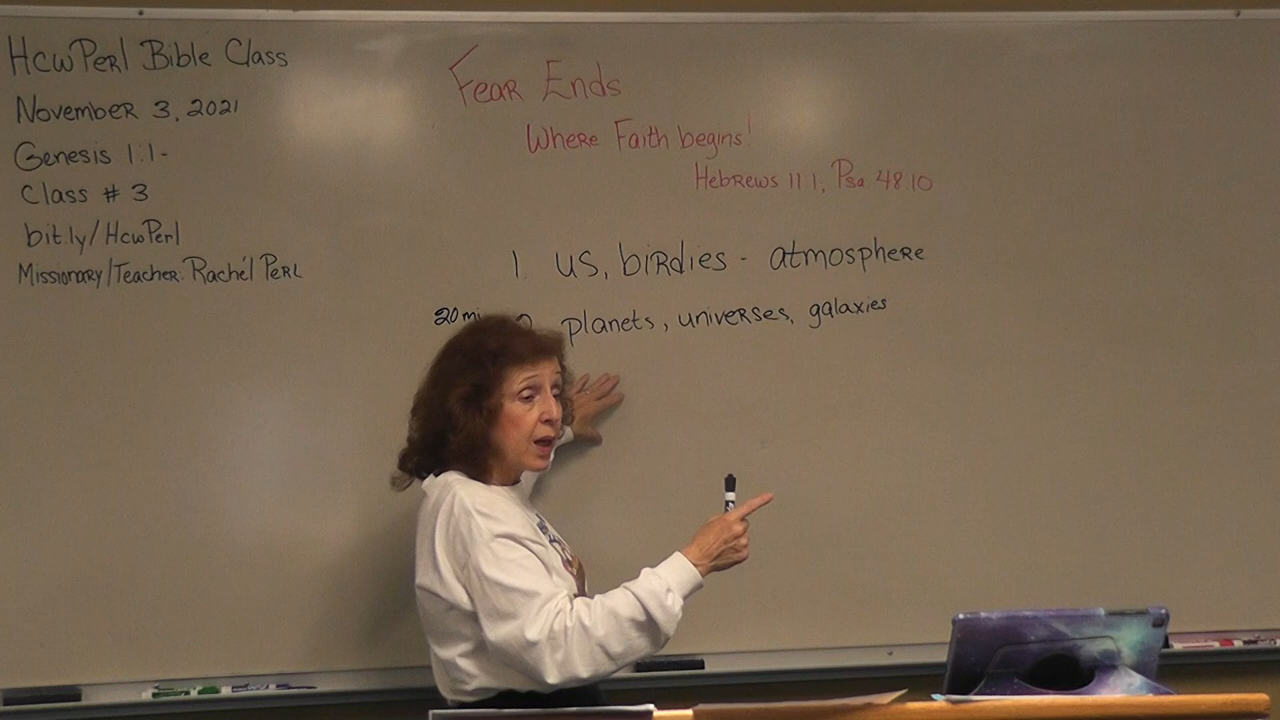 HcwPerl Bible Class
November 3, 2021
Genesis 1:1-
Class # 3
bit.ly/HcwPerl
Missionary/Teacher: Rachél Perl
Fear Ends
Where Faith begins!
Hebrews 11:1, Psa 48:10
1. us, birdies - atmosphere
planets, universes, galaxies